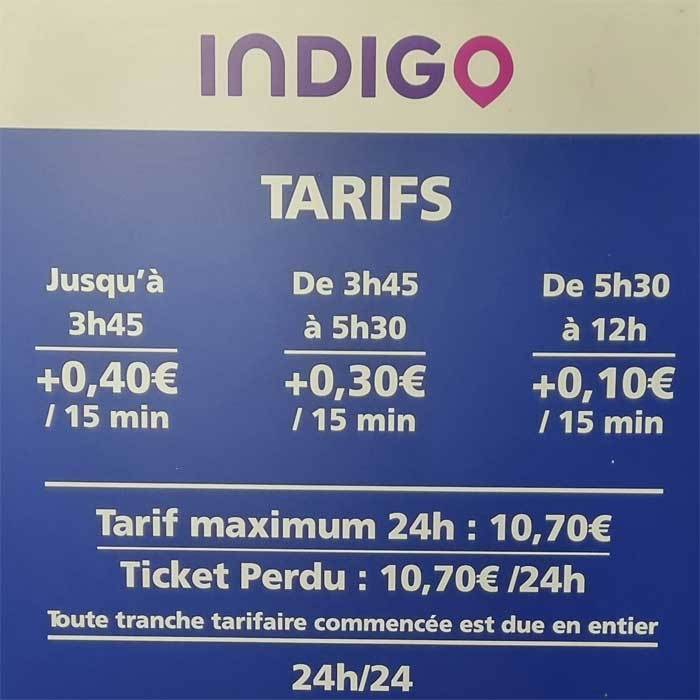 INDIGO
TARIFS
Jusqu'à
3h45
+0,40€
/ 15 min
De 3h45
à 5h30
+0,30€
/ 15 min
De 5h30
à 12h
+0,10€
/ 15 min
Tarif maximum 24h : 10,70€
Ticket Perdu : 10,70€ /24h
Toute tranche tarifaire commencée est due en entier
24h/24